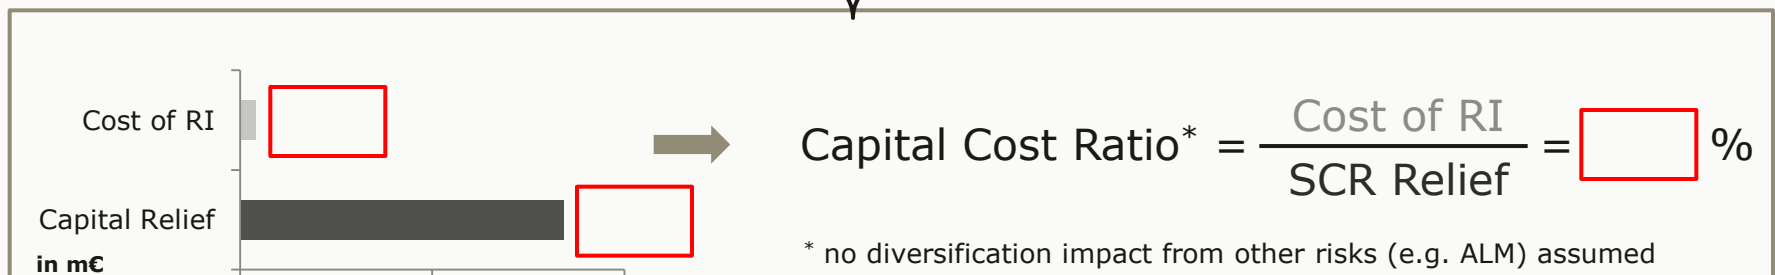 Cost of RI
Capital Relief
in m€
Capital Cost Ratio* = Cost of RI / SCR Relief = %
* no diversification impact from other risks (e.g. ALM) assumed